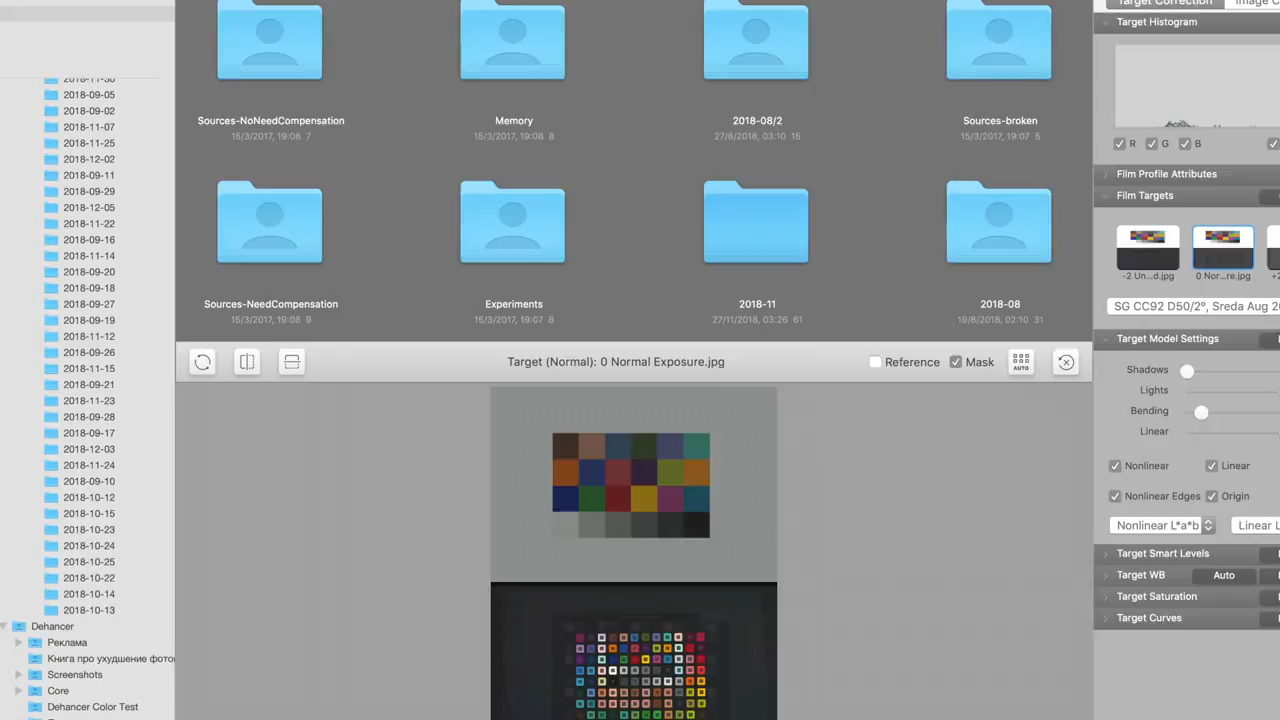 Target Correction
Image C
Target Histogram
R
G
B
Film Profile Attributes
Film Targets
-2 Un...d.jpg
0 Nor...re.jpg
SG CC92 D50/2º, Sreda Aug 20
Target Model Settings
Shadows
Lights
Bending
Linear
Nonlinear
Linear
Nonlinear Edges
Origin
Nonlinear L*a*b
Linear L
Target Smart Levels
Target WB
Auto
Target Saturation
Target Curves
Sources-NoNeedCompensation
15/3/2017, 19:08 7
Memory
15/3/2017, 19:08 8
2018-08/2
27/8/2018, 03:10 15
Sources-broken
15/3/2017, 19:07 5
Sources-NeedCompensation
15/3/2017, 19:08 9
Experiments
15/3/2017, 19:07 8
2018-11
27/11/2018, 03:26 61
2018-08
19/8/2018, 02:10 31
Target (Normal): 0 Normal Exposure.jpg
Reference
Mask
AUTO
2018-11-30
2018-09-05
2018-09-02
2018-11-07
2018-11-25
2018-12-02
2018-09-11
2018-09-29
2018-12-05
2018-11-22
2018-09-16
2018-11-14
2018-09-20
2018-09-18
2018-09-27
2018-09-19
2018-11-12
2018-09-26
2018-11-15
2018-09-21
2018-11-23
2018-09-28
2018-09-17
2018-12-03
2018-11-24
2018-09-10
2018-10-12
2018-10-15
2018-10-23
2018-10-24
2018-10-25
2018-10-22
2018-10-14
2018-10-13
Dehancer
Реклама
Книга про ухудшение фото
Screenshots
Core
Dehancer Color Test